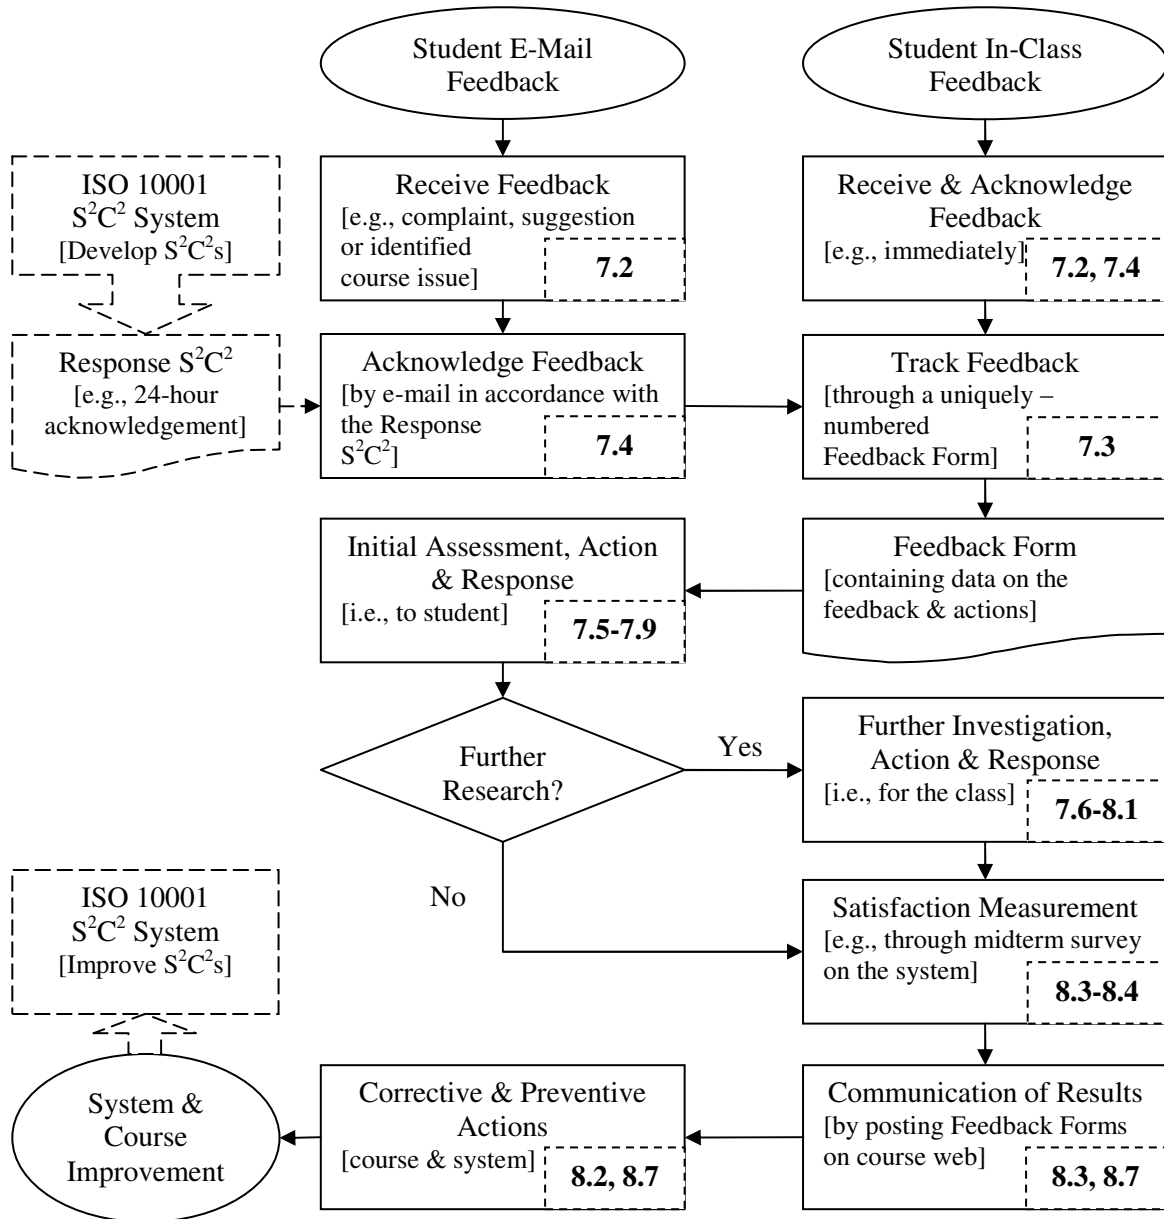 Student E-Mail
Feedback
Student In-Class
Feedback
ISO 10001
S²C² System
[Develop S²C²s]
Receive Feedback
[e.g., complaint, suggestion
or identified
course issue]
7.2
Receive & Acknowledge
Feedback
[e.g., immediately]
7.2, 7.4
Response S²C²
[e.g., 24-hour
acknowledgement]
Acknowledge Feedback
[by e-mail in accordance with
the Response
S²C²]
7.4
Track Feedback
[through a uniquely –
numbered
Feedback Form]
7.3
Initial Assessment, Action
& Response
[i.e., to student]
7.5-7.9
Feedback Form
[containing data on the
feedback & actions]
Further
Research?
Yes
No
Further Investigation,
Action & Response
[i.e., for the class]
7.6-8.1
ISO 10001
S²C² System
[Improve S²C²s]
Satisfaction Measurement
[e.g., through midterm survey
on the system]
8.3-8.4
System &
Course
Improvement
Corrective & Preventive
Actions
[course & system]
8.2, 8.7
Communication of Results
[by posting Feedback Forms
on course web]
8.3, 8.7